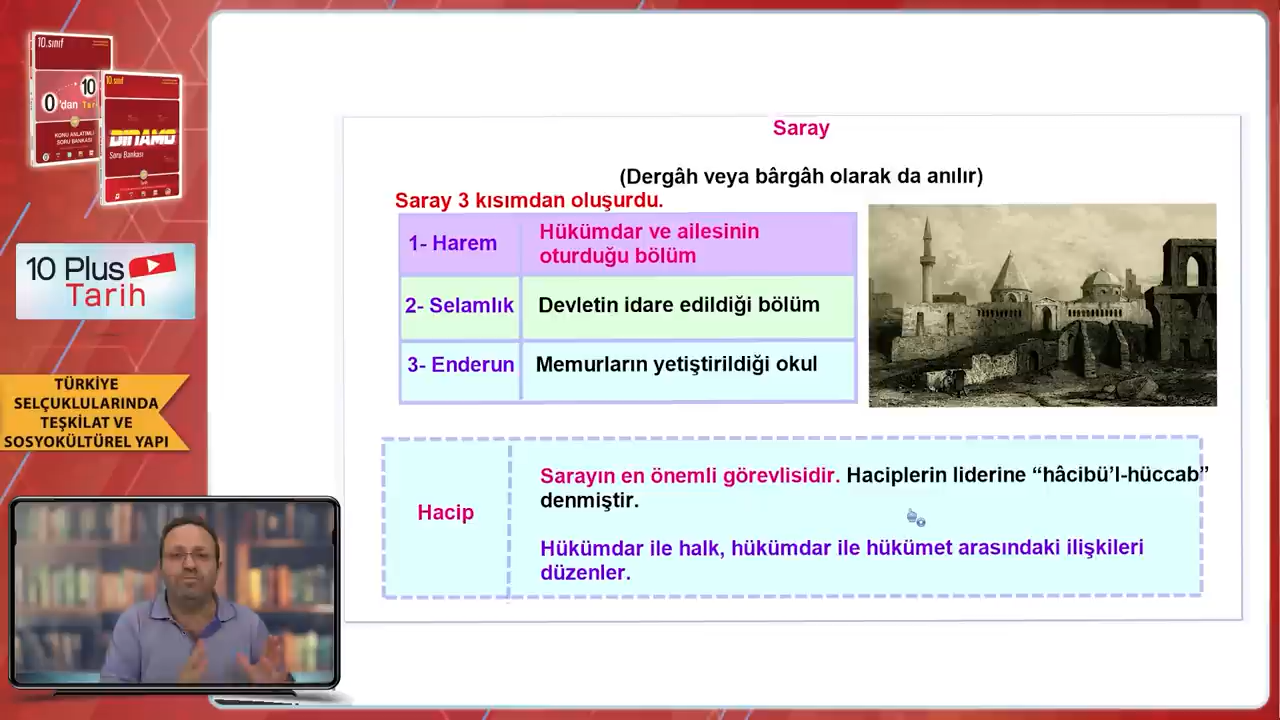 10.sınıf
10
0'dan
KONU ANLATIMLI
SORU BANKASI
10.sınıf
DINAMO
Soru Bankası
10 Plus
Tarih
TÜRKİYE
SELÇUKLULARINDA
TEŞKİLAT VE
SOSYOKÜLTÜREL YAPI
Saray
(Dergâh veya bârgâh olarak da anılır)
Saray 3 kısımdan oluşurdu.
1- Harem
Hükümdar ve ailesinin
oturduğu bölüm
2- Selamlık
Devletin idare edildiği bölüm
3- Enderun
Memurların yetiştirildiği okul
Hacip
Sarayın en önemli görevlisidir. Haciplerin liderine “hâcibü’l-hüccab”
denmiştir.
Hükümdar ile halk, hükümdar ile hükümet arasındaki ilişkileri
düzenler.